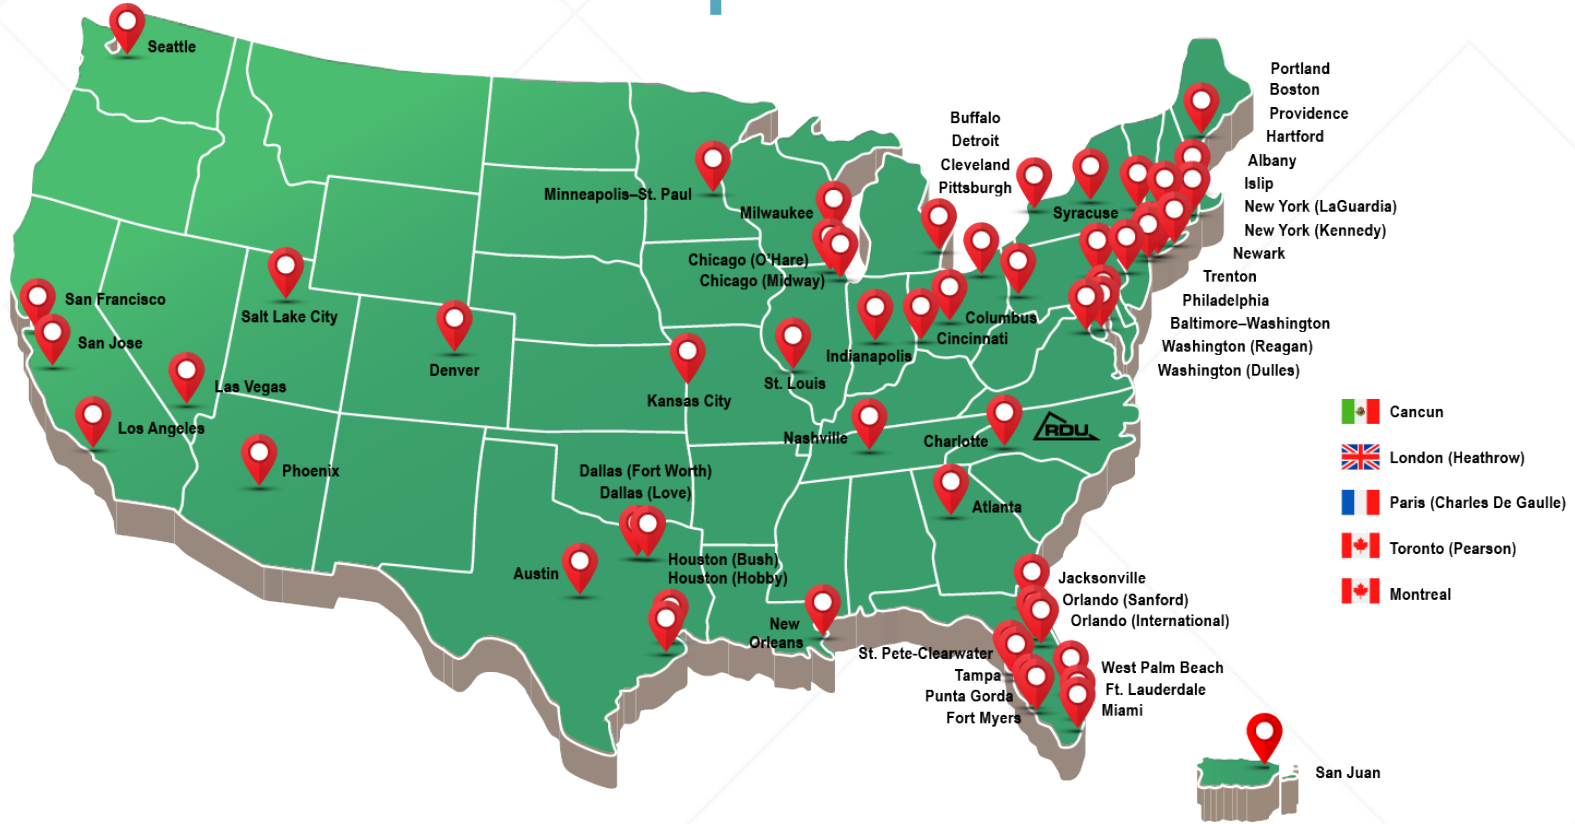 Seattle
Minneapolis–St. Paul
Milwaukee
Chicago (O'Hare)
Chicago (Midway)
Buffalo
Detroit
Cleveland
Pittsburgh
Syracuse
Portland
Boston
Providence
Hartford
Albany
Islip
New York (LaGuardia)
New York (Kennedy)
Newark
Trenton
Philadelphia
Baltimore–Washington
Washington (Reagan)
Washington (Dulles)
San Francisco
San Jose
Salt Lake City
Denver
Las Vegas
Los Angeles
Phoenix
Kansas City
St. Louis
Indianapolis
Columbus
Cincinnati
Nashville
Charlotte
RDU
Atlanta
Dallas (Fort Worth)
Dallas (Love)
Austin
Houston (Bush)
Houston (Hobby)
New
Orleans
Jacksonville
Orlando (Sanford)
Orlando (International)
St. Pete-Clearwater
Tampa
Punta Gorda
Fort Myers
West Palm Beach
Ft. Lauderdale
Miami
San Juan
Cancun
London (Heathrow)
Paris (Charles De Gaulle)
Toronto (Pearson)
Montreal